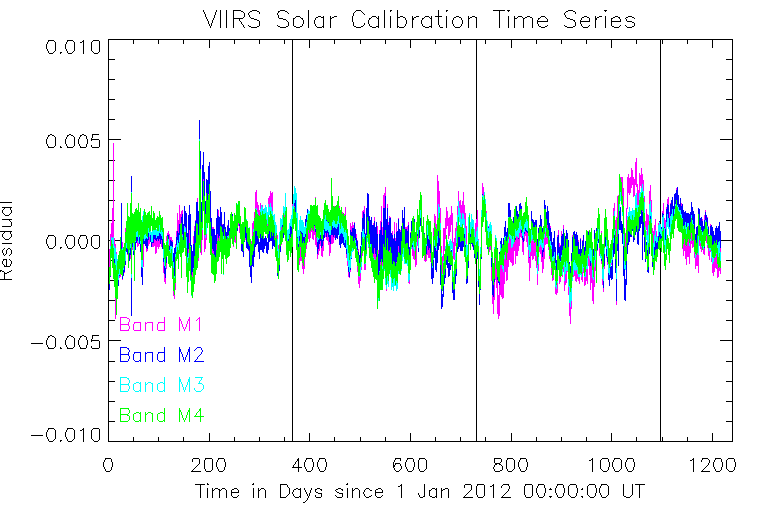 VIIRS Solar Calibration Time Series
0.010
0.005
0.000
−0.005
−0.010
Residual
Band M1
Band M2
Band M3
Band M4
0 200 400 600 800 1000 1200
Time in Days since 1 Jan 2012 00:00:00 UT